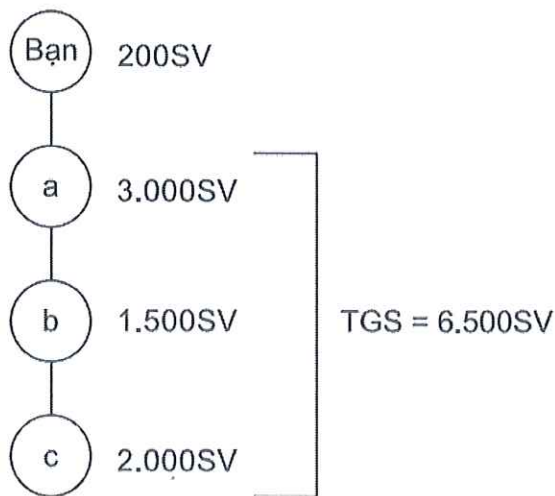 Bạn 200SV
a 3.000SV
b 1.500SV
TGS = 6.500SV
c 2.000SV